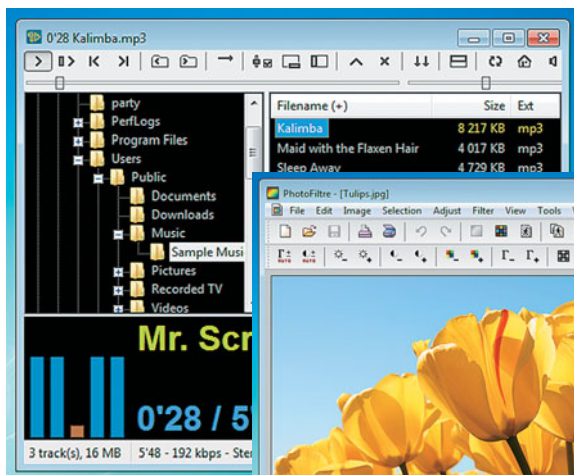 0'28 Kalimba.mp3
party
PerfLogs
Program Files
Users
Public
Documents
Downloads
Music
Sample Musi
Pictures
Recorded TV
Videos
Filename (+) Size Ext
Kalimba 8 217 KB mp3
Maid with the Flaxen Hair 4 017 KB mp3
Sleep Away 4 729 KB mp3
Mr. Scr
0'28 / 5'
3 track(s), 16 MB 5'48 - 192 kbps - Ster
PhotoFiltre - [Tulips.jpg]
File Edit Image Selection Adjust Filter View Tools